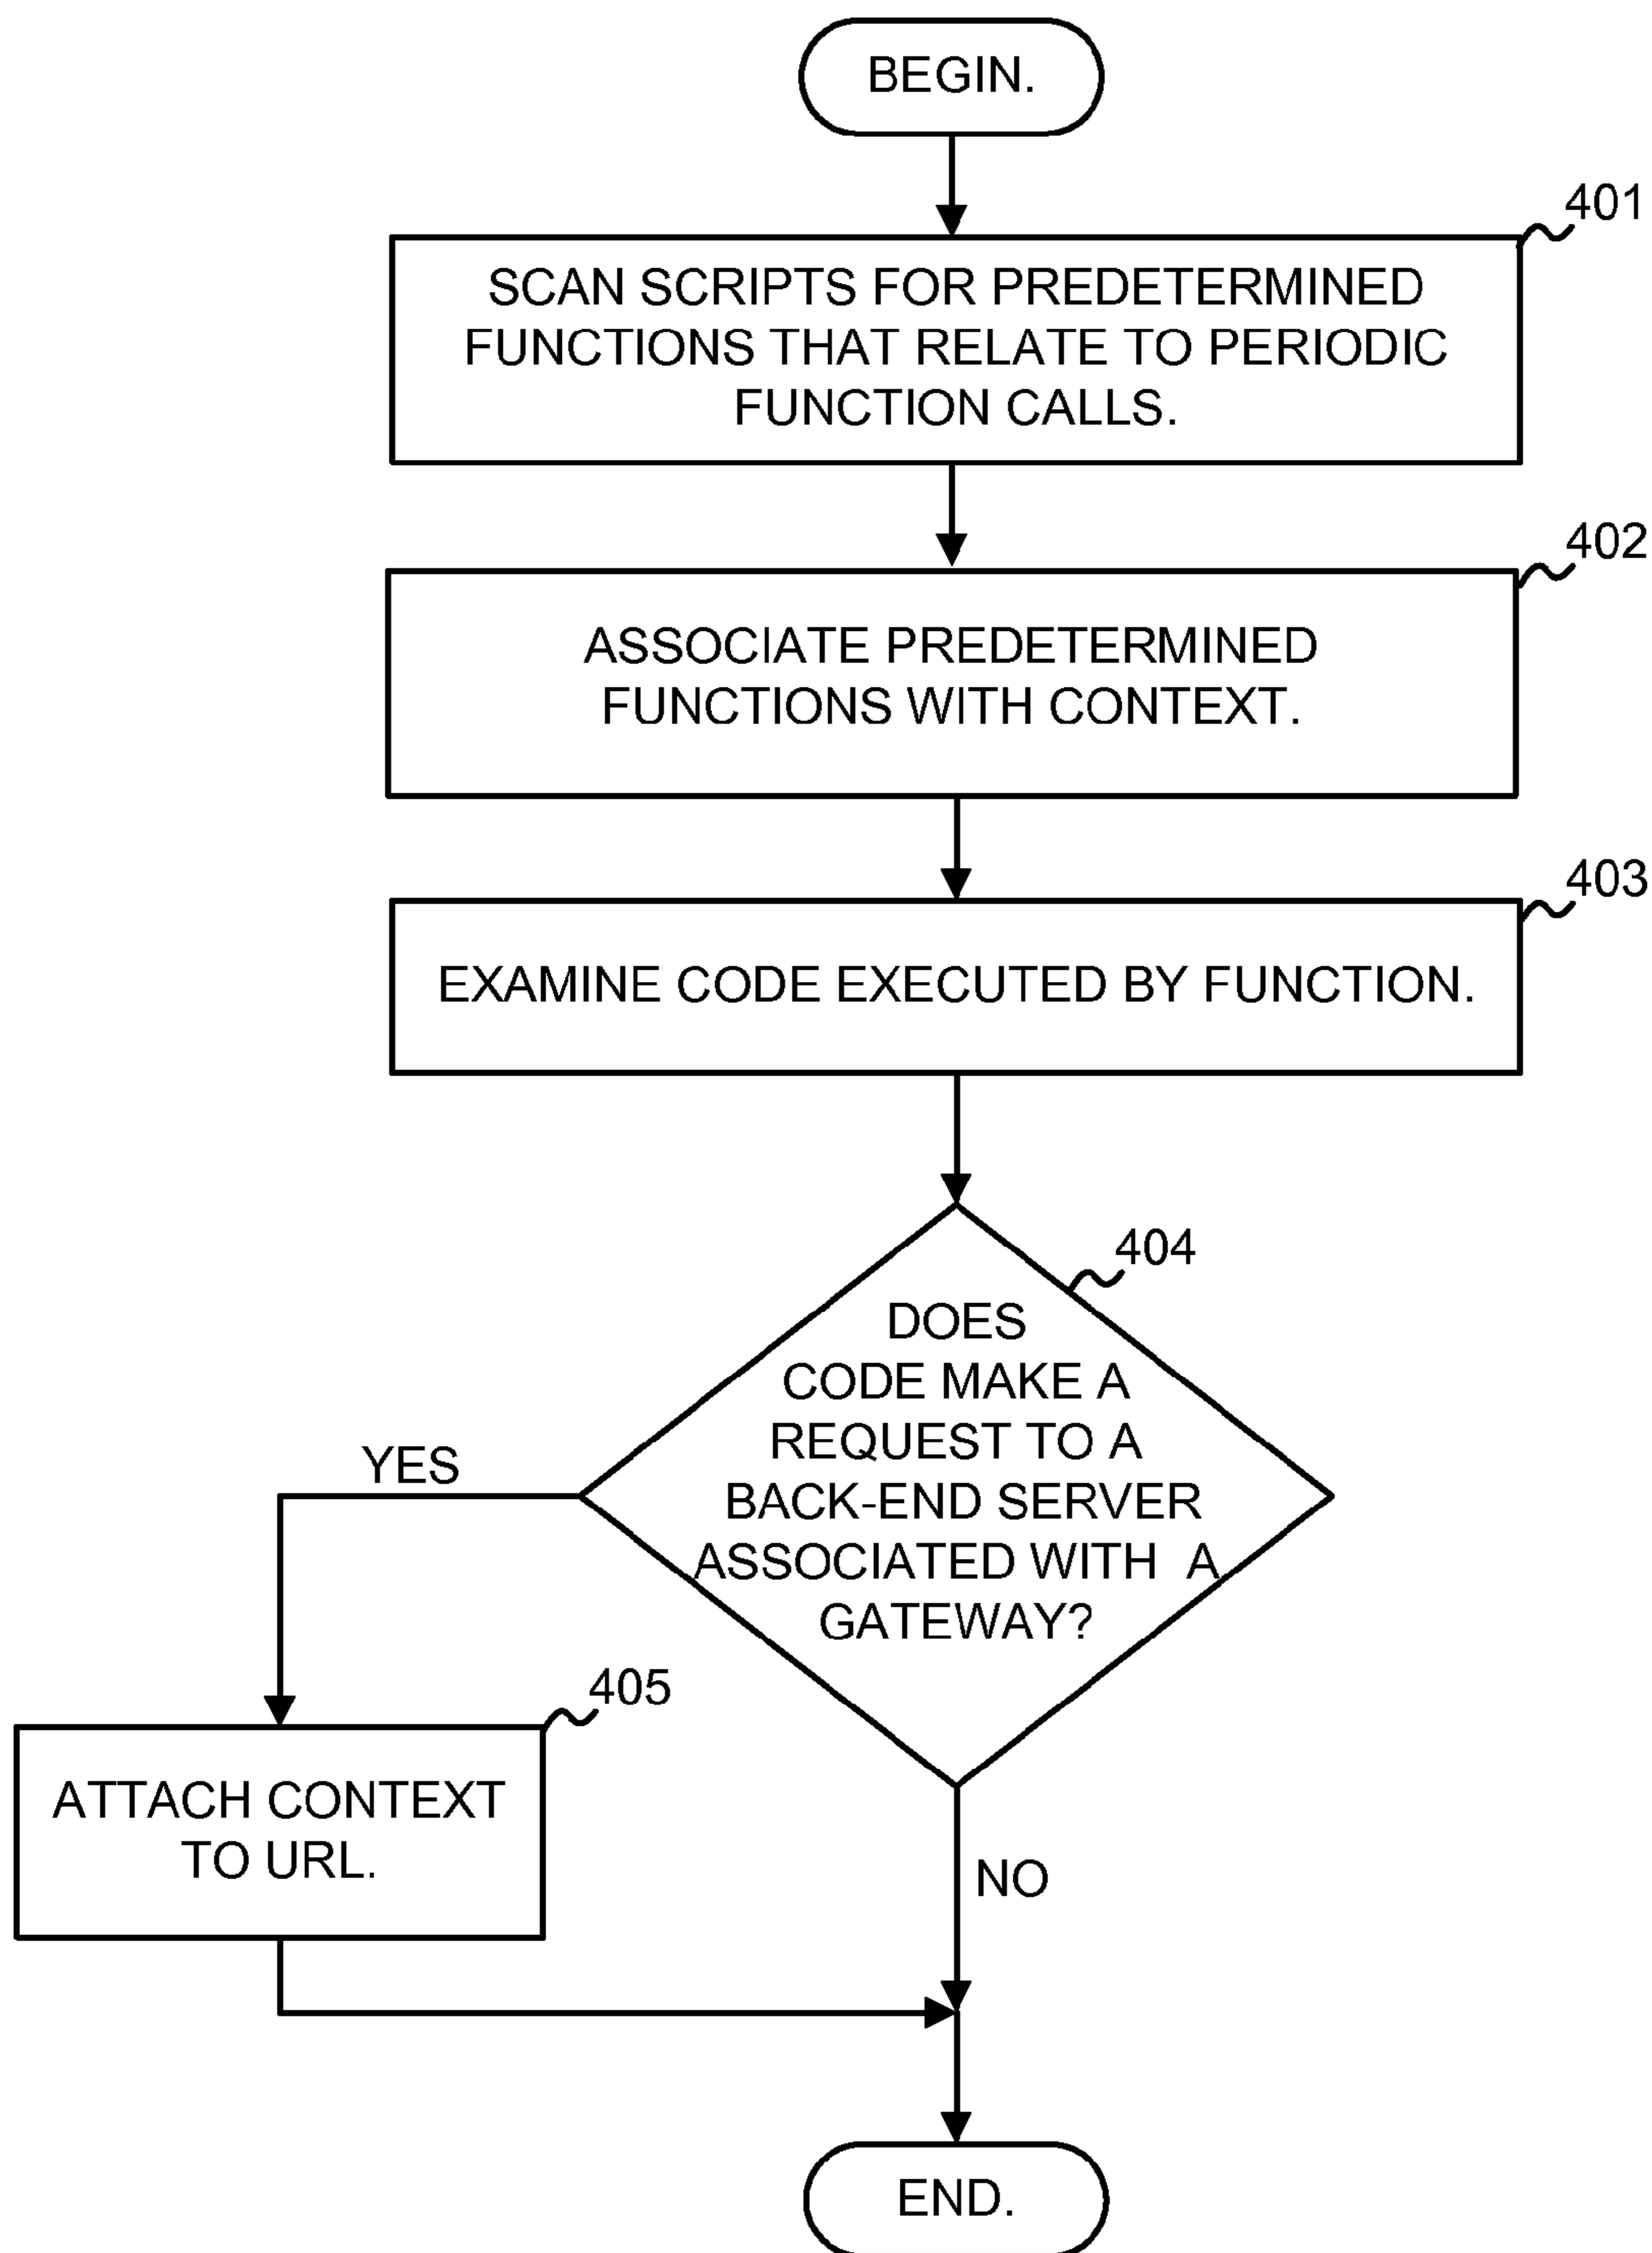 BEGIN.
401
SCAN SCRIPTS FOR PREDETERMINED
FUNCTIONS THAT RELATE TO PERIODIC
FUNCTION CALLS.
402
ASSOCIATE PREDETERMINED
FUNCTIONS WITH CONTEXT.
403
EXAMINE CODE EXECUTED BY FUNCTION.
404
DOES
CODE MAKE A
REQUEST TO A
BACK-END SERVER
ASSOCIATED WITH A
GATEWAY?
YES
405
ATTACH CONTEXT
TO URL.
NO
END.